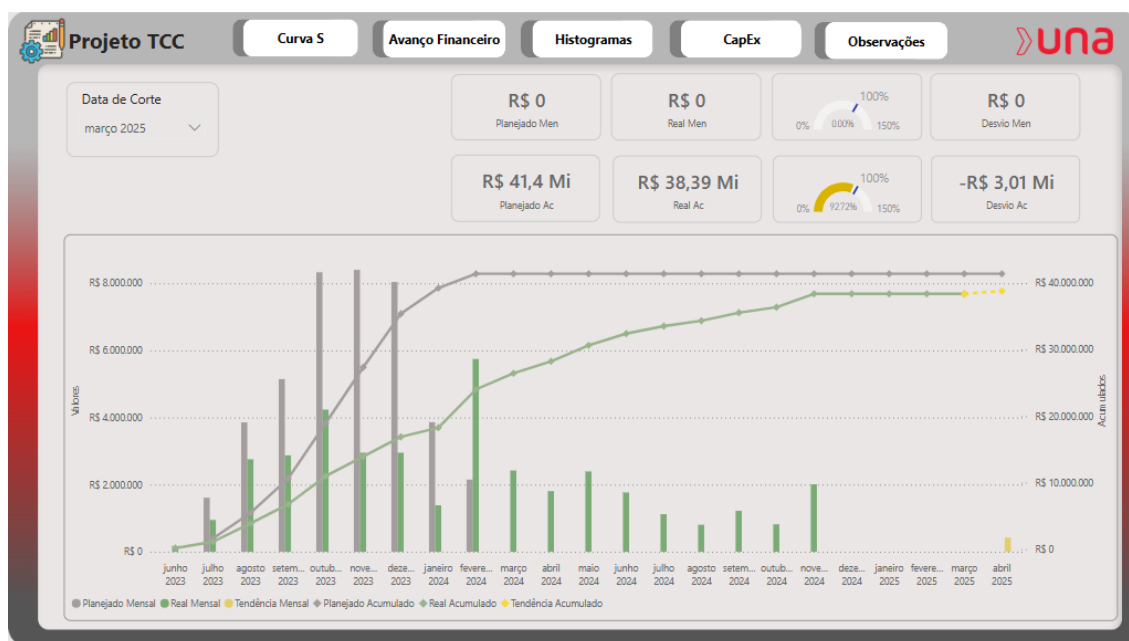 Projeto TCC
Curva S
Avanço Financeiro
Histogramas
CapEx
Observações
una
Data de Corte
março 2025
R$ 0
Planejado Men
R$ 0
Real Men
100%
0%
0.00%
150%
R$ 0
Desvio Men
R$ 41,4 Mi
Planejado Ac
R$ 38,39 Mi
Real Ac
100%
0%
92.72%
150%
-R$ 3,01 Mi
Desvio Ac
Valores
R$ 8.000.000
R$ 6.000.000
R$ 4.000.000
R$ 2.000.000
R$ 0
R$ 40.000.000
R$ 30.000.000
R$ 20.000.000
R$ 10.000.000
R$ 0
Acumulados
junho 2023
julho 2023
agosto 2023
setem... 2023
outub... 2023
nove... 2023
deze... 2023
janeiro 2024
fevere... 2024
março 2024
abril 2024
maio 2024
junho 2024
julho 2024
agosto 2024
setem... 2024
outub... 2024
nove... 2024
deze... 2024
janeiro 2025
fevere... 2025
março 2025
abril 2025
Planejado Mensal Real Mensal Tendência Mensal Planejado Acumulado Real Acumulado Tendência Acumulado